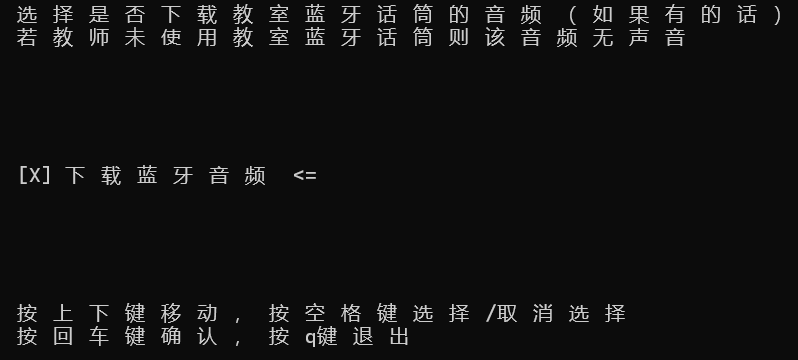 选择是否下载教室蓝牙话筒的音频（如果有的话）
若教师未使用教室蓝牙话筒则该音频无声音
[X] 下载蓝牙音频 <=
按上下键移动，按空格键选择/取消选择
按回车键确认，按q键退出